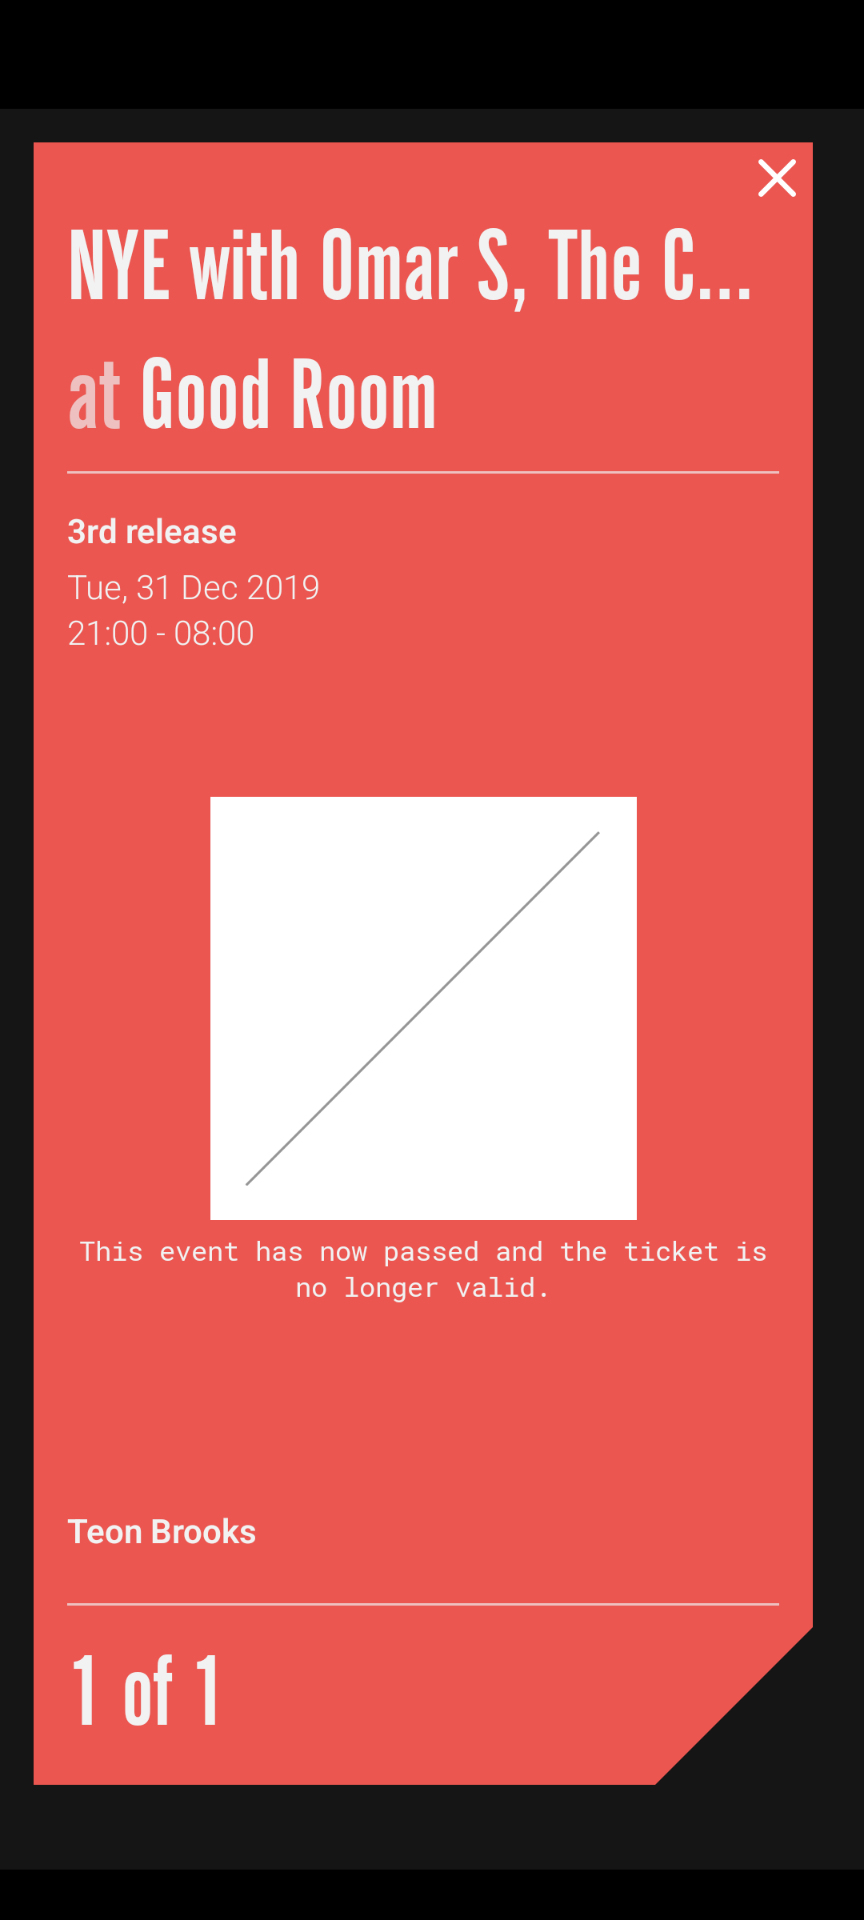 NYE with Omar S, The C...
at Good Room
3rd release
Tue, 31 Dec 2019
21:00 - 08:00
This event has now passed and the ticket is
no longer valid.
Teon Brooks
1 of 1